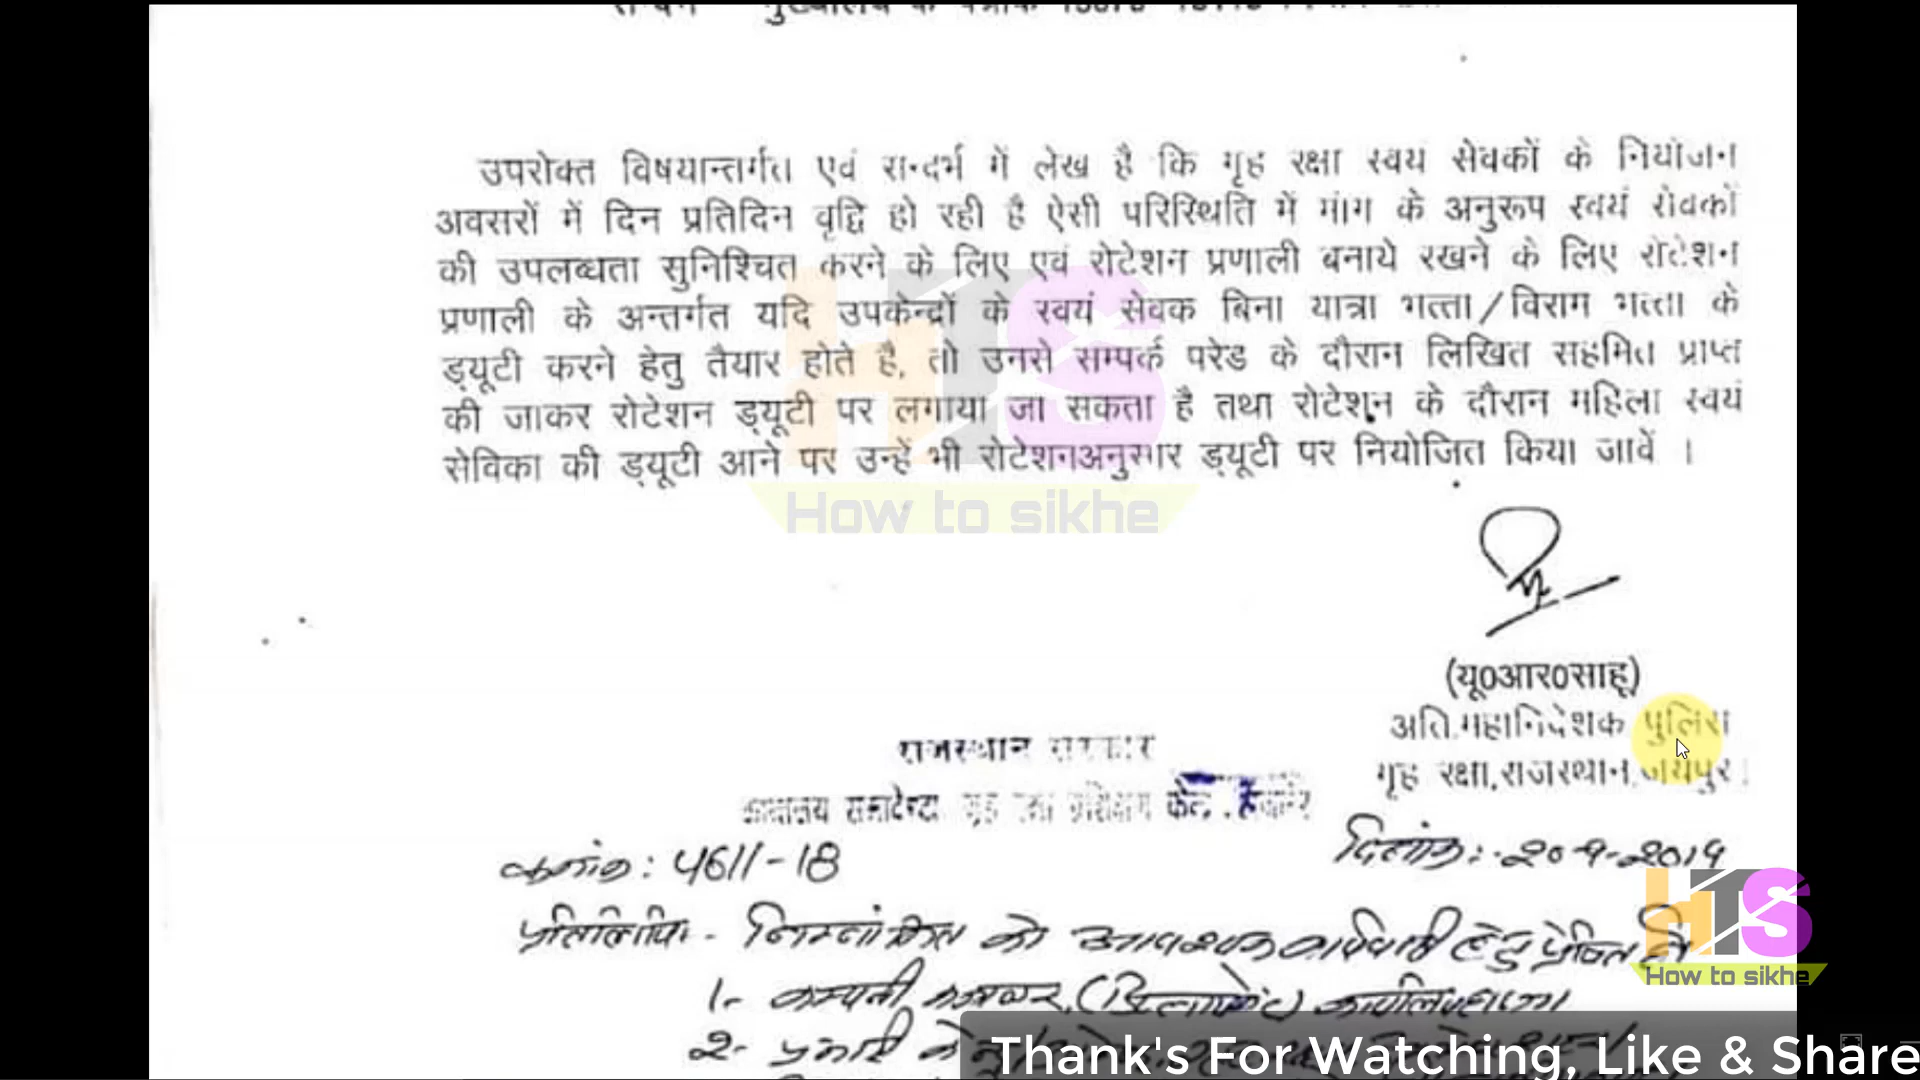 उपरोक्त विषयान्तर्गत एवं सन्दर्भ में लेख है कि गृह रक्षा स्वयं सेवकों के नियोजन
अवसरों में दिन प्रतिदिन वृद्वि हो रही है ऐसी परिस्थिति में मांग के अनुरूप स्वयं सेवकों
की उपलब्धता सुनिश्चित करने के लिए एवं रोटेशन प्रणाली बनाये रखने के लिए रोटेशन
प्रणाली के अन्तर्गत यदि उपकेन्द्रों के स्वयं सेवक बिना यात्रा भत्ता/विराम भत्ता के
ड्यूटी करने हेतु तैयार होते है, तो उनसे सम्पर्क परेड के दौरान लिखित सहमति प्राप्त
की जाकर रोटेशन ड्यूटी पर लगाया जा सकता है तथा रोटेशन के दौरान महिला स्वयं
सेविका की ड्यूटी आने पर उन्हें भी रोटेशनअनुसार ड्यूटी पर नियोजित किया जावें ।
HTS
How to sikhe
(यू0आर0साहू)
अति.महानिदेशक पुलिस
गृह रक्षा,राजस्थान,जयपुर।
राजस्थान सरकार
क्रमांक: 4611-18
दिनांक:
प्रतिलिपि- निम्नांकित को आवश्यक कार्यवाही हेतु प्रेषित है
HTS
How to sikhe
1-
2- प्रभारी
Thank's For Watching, Like & Share